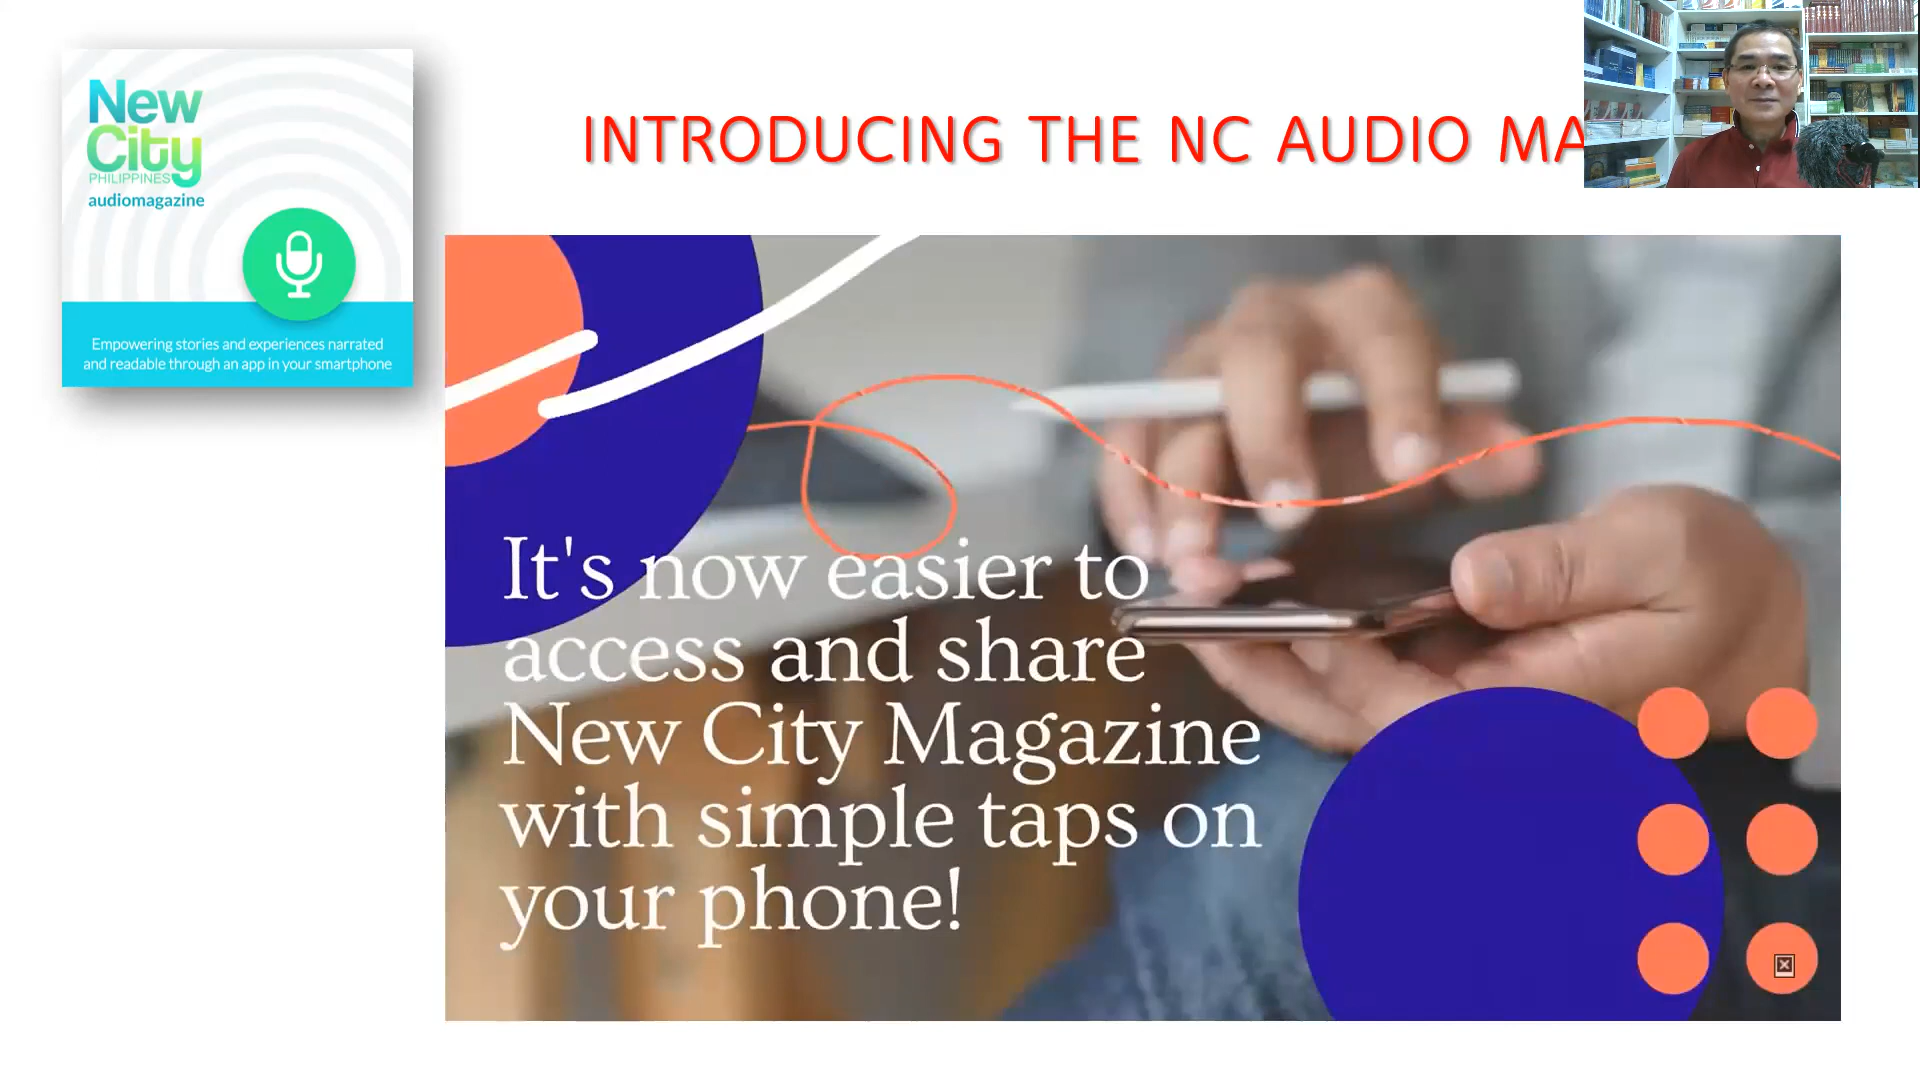 New
City
PHILIPPINES
audiomagazine
Empowering stories and experiences narrated
and readable through an app in your smartphone
INTRODUCING THE NC AUDIO MA
It's now easier to
access and share
New City Magazine
with simple taps on
your phone!